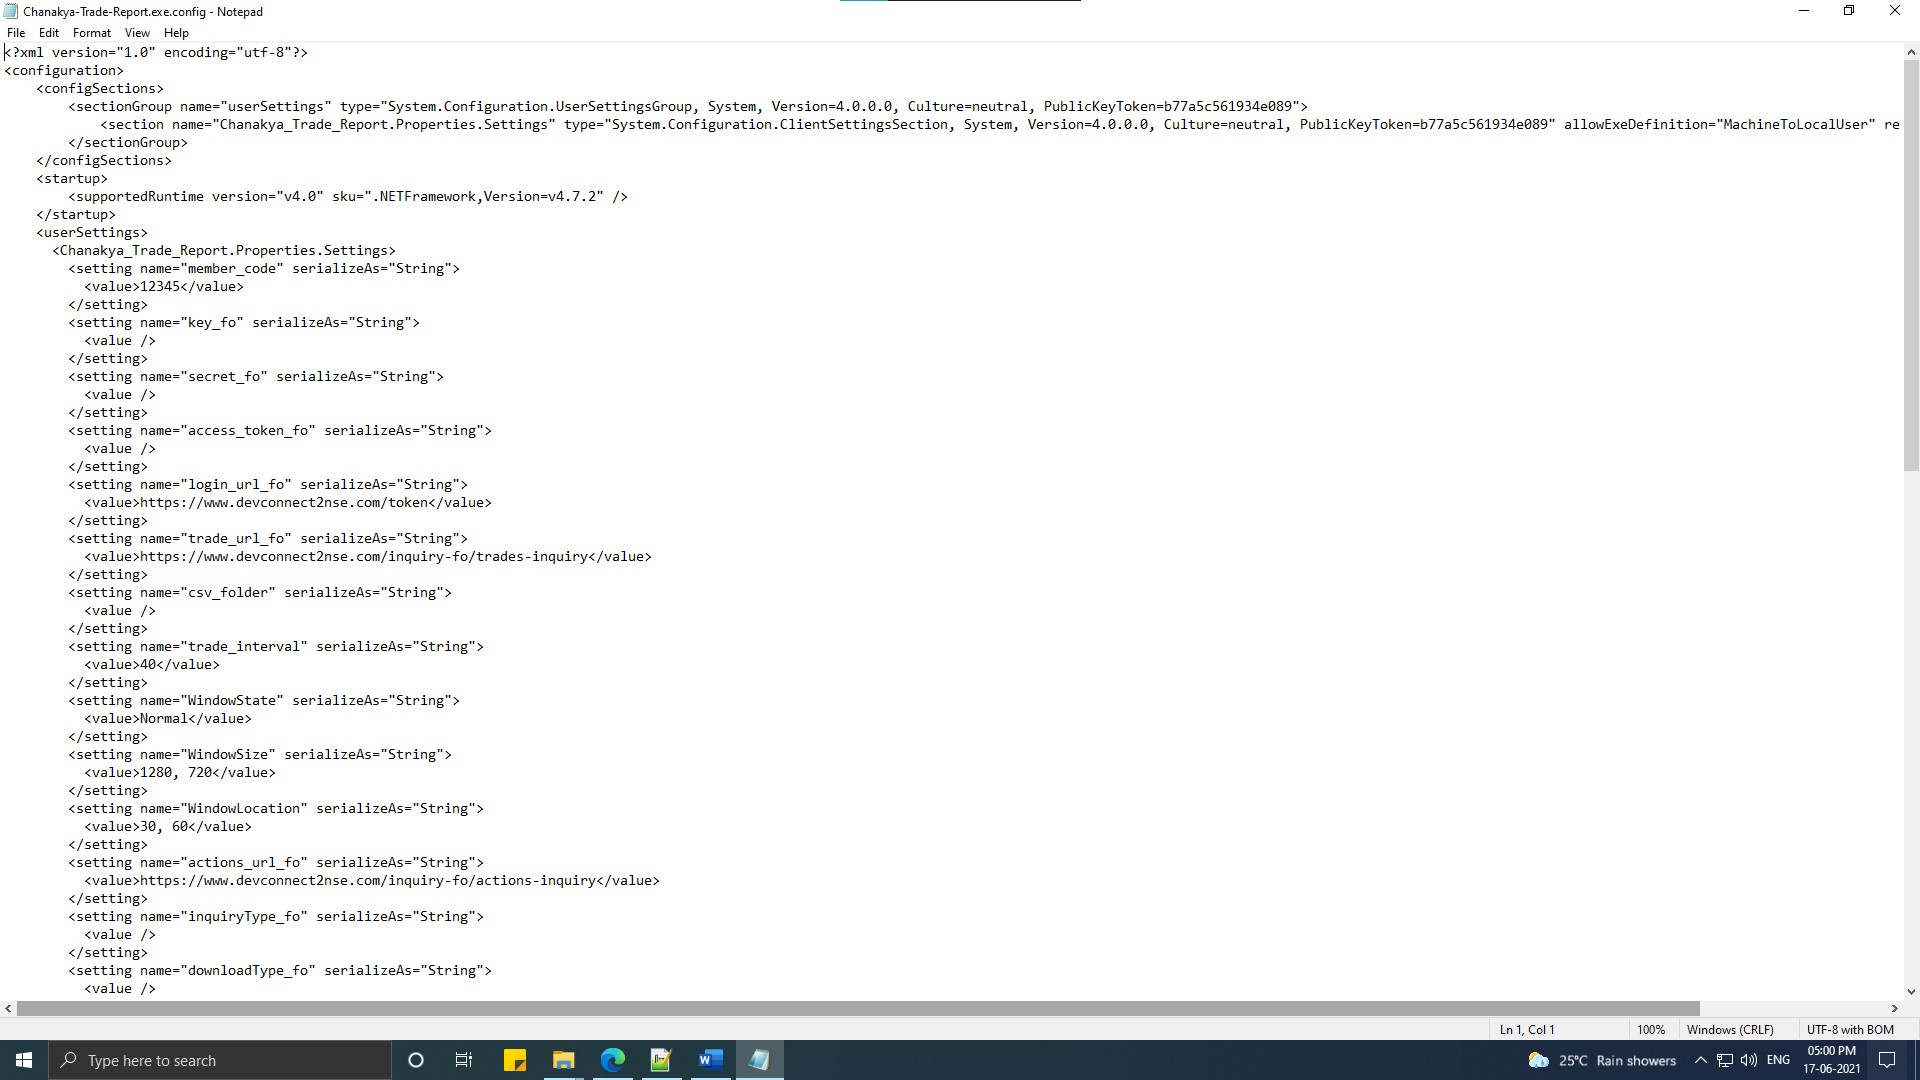 Chanakya-Trade-Report.exe.config - Notepad
File Edit Format View Help
<?xml version="1.0" encoding="utf-8"?>
<configuration>
    <configSections>
        <sectionGroup name="userSettings" type="System.Configuration.UserSettingsGroup, System, Version=4.0.0.0, Culture=neutral, PublicKeyToken=b77a5c561934e089">
            <section name="Chanakya_Trade_Report.Properties.Settings" type="System.Configuration.ClientSettingsSection, System, Version=4.0.0.0, Culture=neutral, PublicKeyToken=b77a5c561934e089" allowExeDefinition="MachineToLocalUser" re
        </sectionGroup>
    </configSections>
    <startup>
        <supportedRuntime version="v4.0" sku=".NETFramework,Version=v4.7.2" />
    </startup>
    <userSettings>
      <Chanakya_Trade_Report.Properties.Settings>
        <setting name="member_code" serializeAs="String">
          <value>12345</value>
        </setting>
        <setting name="key_fo" serializeAs="String">
          <value />
        </setting>
        <setting name="secret_fo" serializeAs="String">
          <value />
        </setting>
        <setting name="access_token_fo" serializeAs="String">
          <value />
        </setting>
        <setting name="login_url_fo" serializeAs="String">
          <value>https://www.devconnect2nse.com/token</value>
        </setting>
        <setting name="trade_url_fo" serializeAs="String">
          <value>https://www.devconnect2nse.com/inquiry-fo/trades-inquiry</value>
        </setting>
        <setting name="csv_folder" serializeAs="String">
          <value />
        </setting>
        <setting name="trade_interval" serializeAs="String">
          <value>40</value>
        </setting>
        <setting name="WindowState" serializeAs="String">
          <value>Normal</value>
        </setting>
        <setting name="WindowSize" serializeAs="String">
          <value>1280, 720</value>
        </setting>
        <setting name="WindowLocation" serializeAs="String">
          <value>30, 60</value>
        </setting>
        <setting name="actions_url_fo" serializeAs="String">
          <value>https://www.devconnect2nse.com/inquiry-fo/actions-inquiry</value>
        </setting>
        <setting name="inquiryType_fo" serializeAs="String">
          <value />
        </setting>
        <setting name="downloadType_fo" serializeAs="String">
          <value />
Ln 1, Col 1 100% Windows (CRLF) UTF-8 with BOM
Type here to search 25°C Rain showers ENG 05:00 PM
17-06-2021